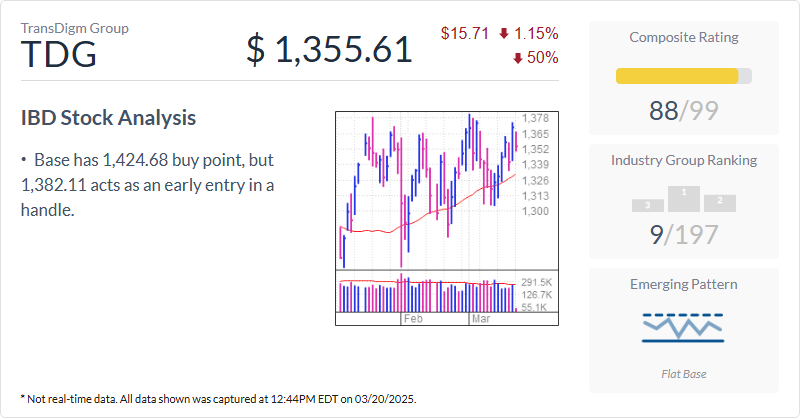 TransDigm Group
TDG
$ 1,355.61
$15.71 1.15%
50%
IBD Stock Analysis
• Base has 1,424.68 buy point, but
1,382.11 acts as an early entry in a
handle.
1,378
1,365
1,352
1,339
1,326
1,313
1,300
291.5K
126.7K
55.1K
Feb
Mar
Composite Rating
88/99
Industry Group Ranking
3
1
2
9/197
Emerging Pattern
Flat Base
* Not real-time data. All data shown was captured at 12:44PM EDT on 03/20/2025.